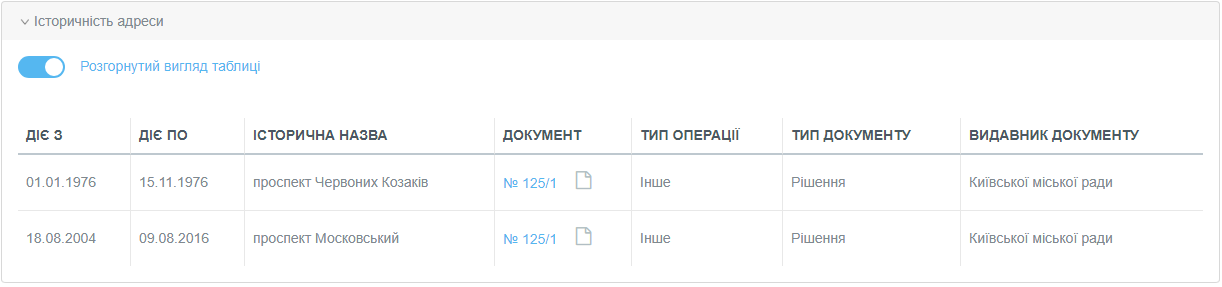 Історичність адреси
Розгорнутий вигляд таблиці
ДІЄ З ДІЄ ПО ІСТОРИЧНА НАЗВА ДОКУМЕНТ ТИП ОПЕРАЦІЇ ТИП ДОКУМЕНТУ ВИДАВНИК ДОКУМЕНТУ
01.01.1976 15.11.1976 проспект Червоних Козаків № 125/1 Інше Рішення Київської міської ради
18.08.2004 09.08.2016 проспект Московський № 125/1 Інше Рішення Київської міської ради